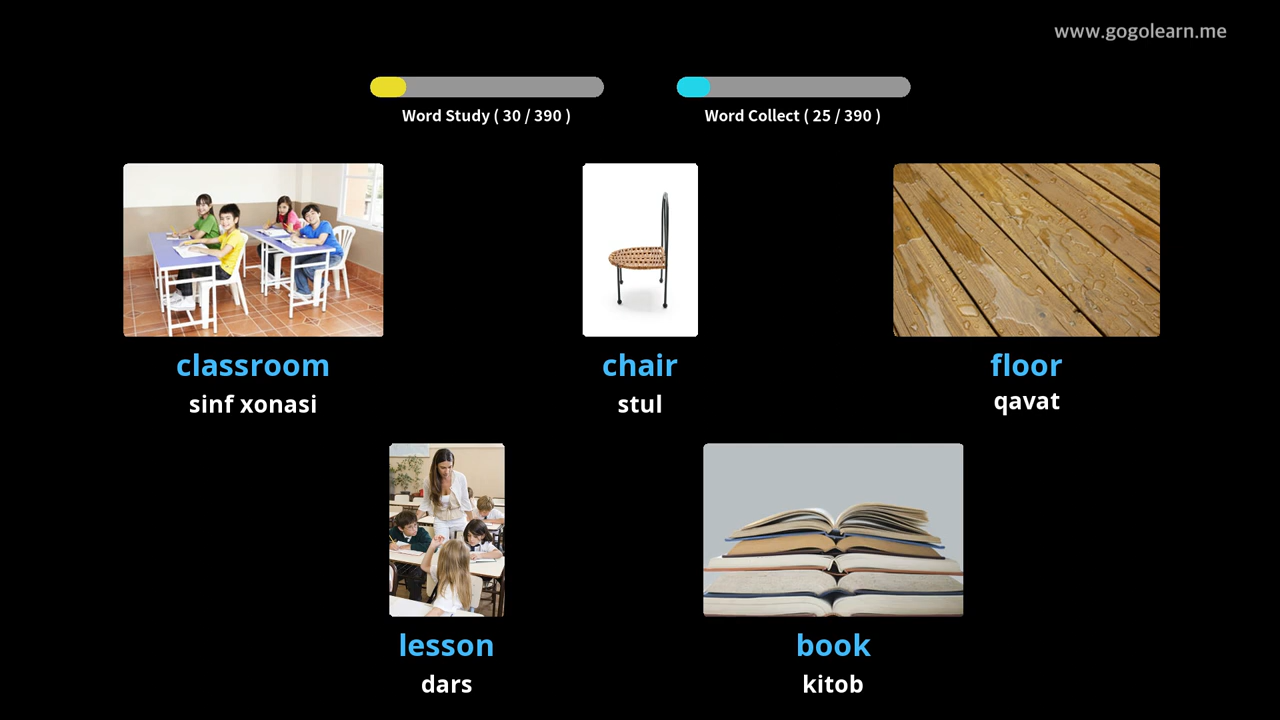 www.gogolearn.me
Word Study ( 30 / 390 )
Word Collect ( 25 / 390 )
classroom
sinf xonasi
chair
stul
floor
qavat
lesson
dars
book
kitob